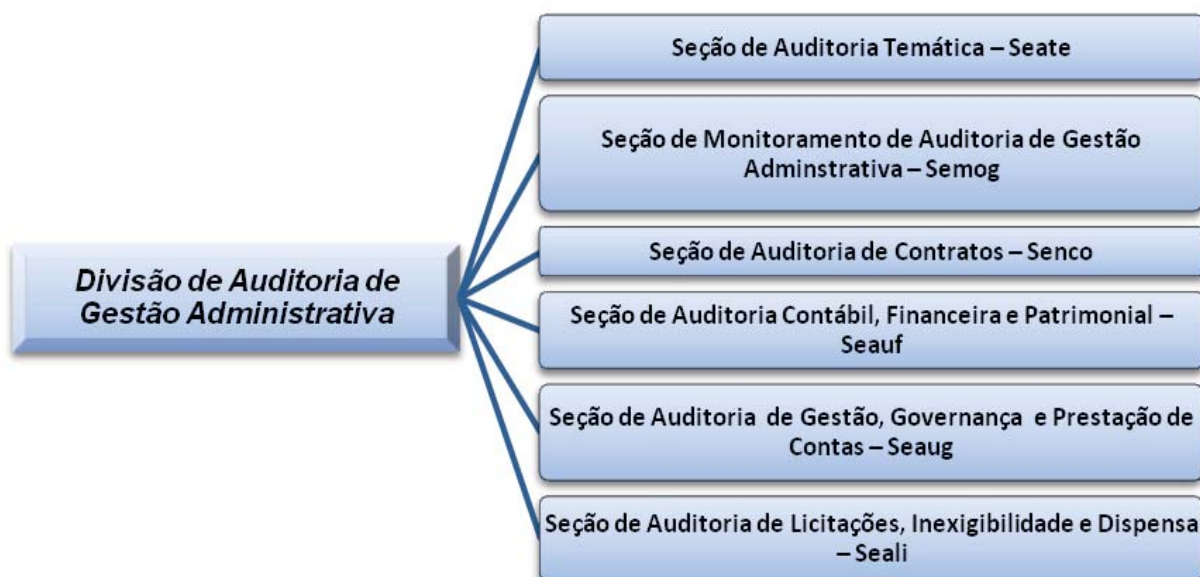 Divisão de Auditoria de
Gestão Administrativa
Seção de Auditoria Temática – Seate
Seção de Monitoramento de Auditoria de Gestão
Adminstrativa – Semog
Seção de Auditoria de Contratos – Senco
Seção de Auditoria Contábil, Financeira e Patrimonial –
Seauf
Seção de Auditoria de Gestão, Governança e Prestação de
Contas – Seaug
Seção de Auditoria de Licitações, Inexigibilidade e Dispensa
– Seali